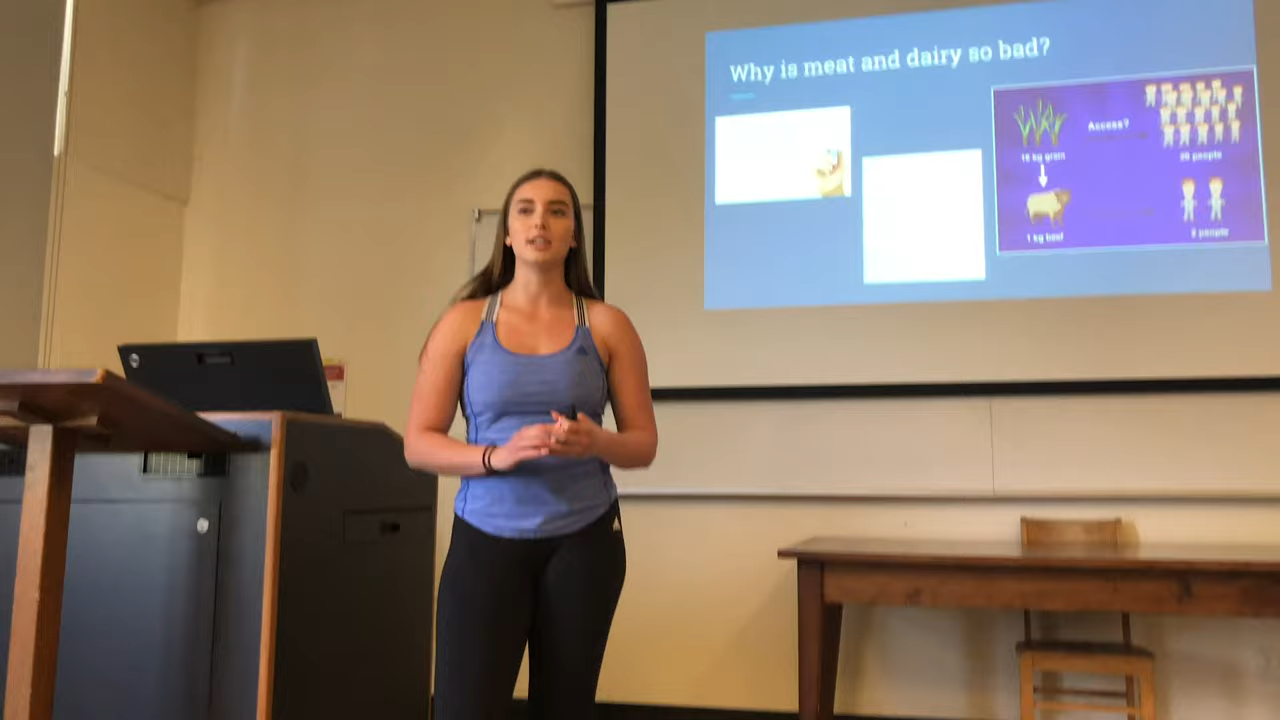 Why is meat and dairy so bad?
Access?
16 kg grain
20 people
1 kg beef
2 people